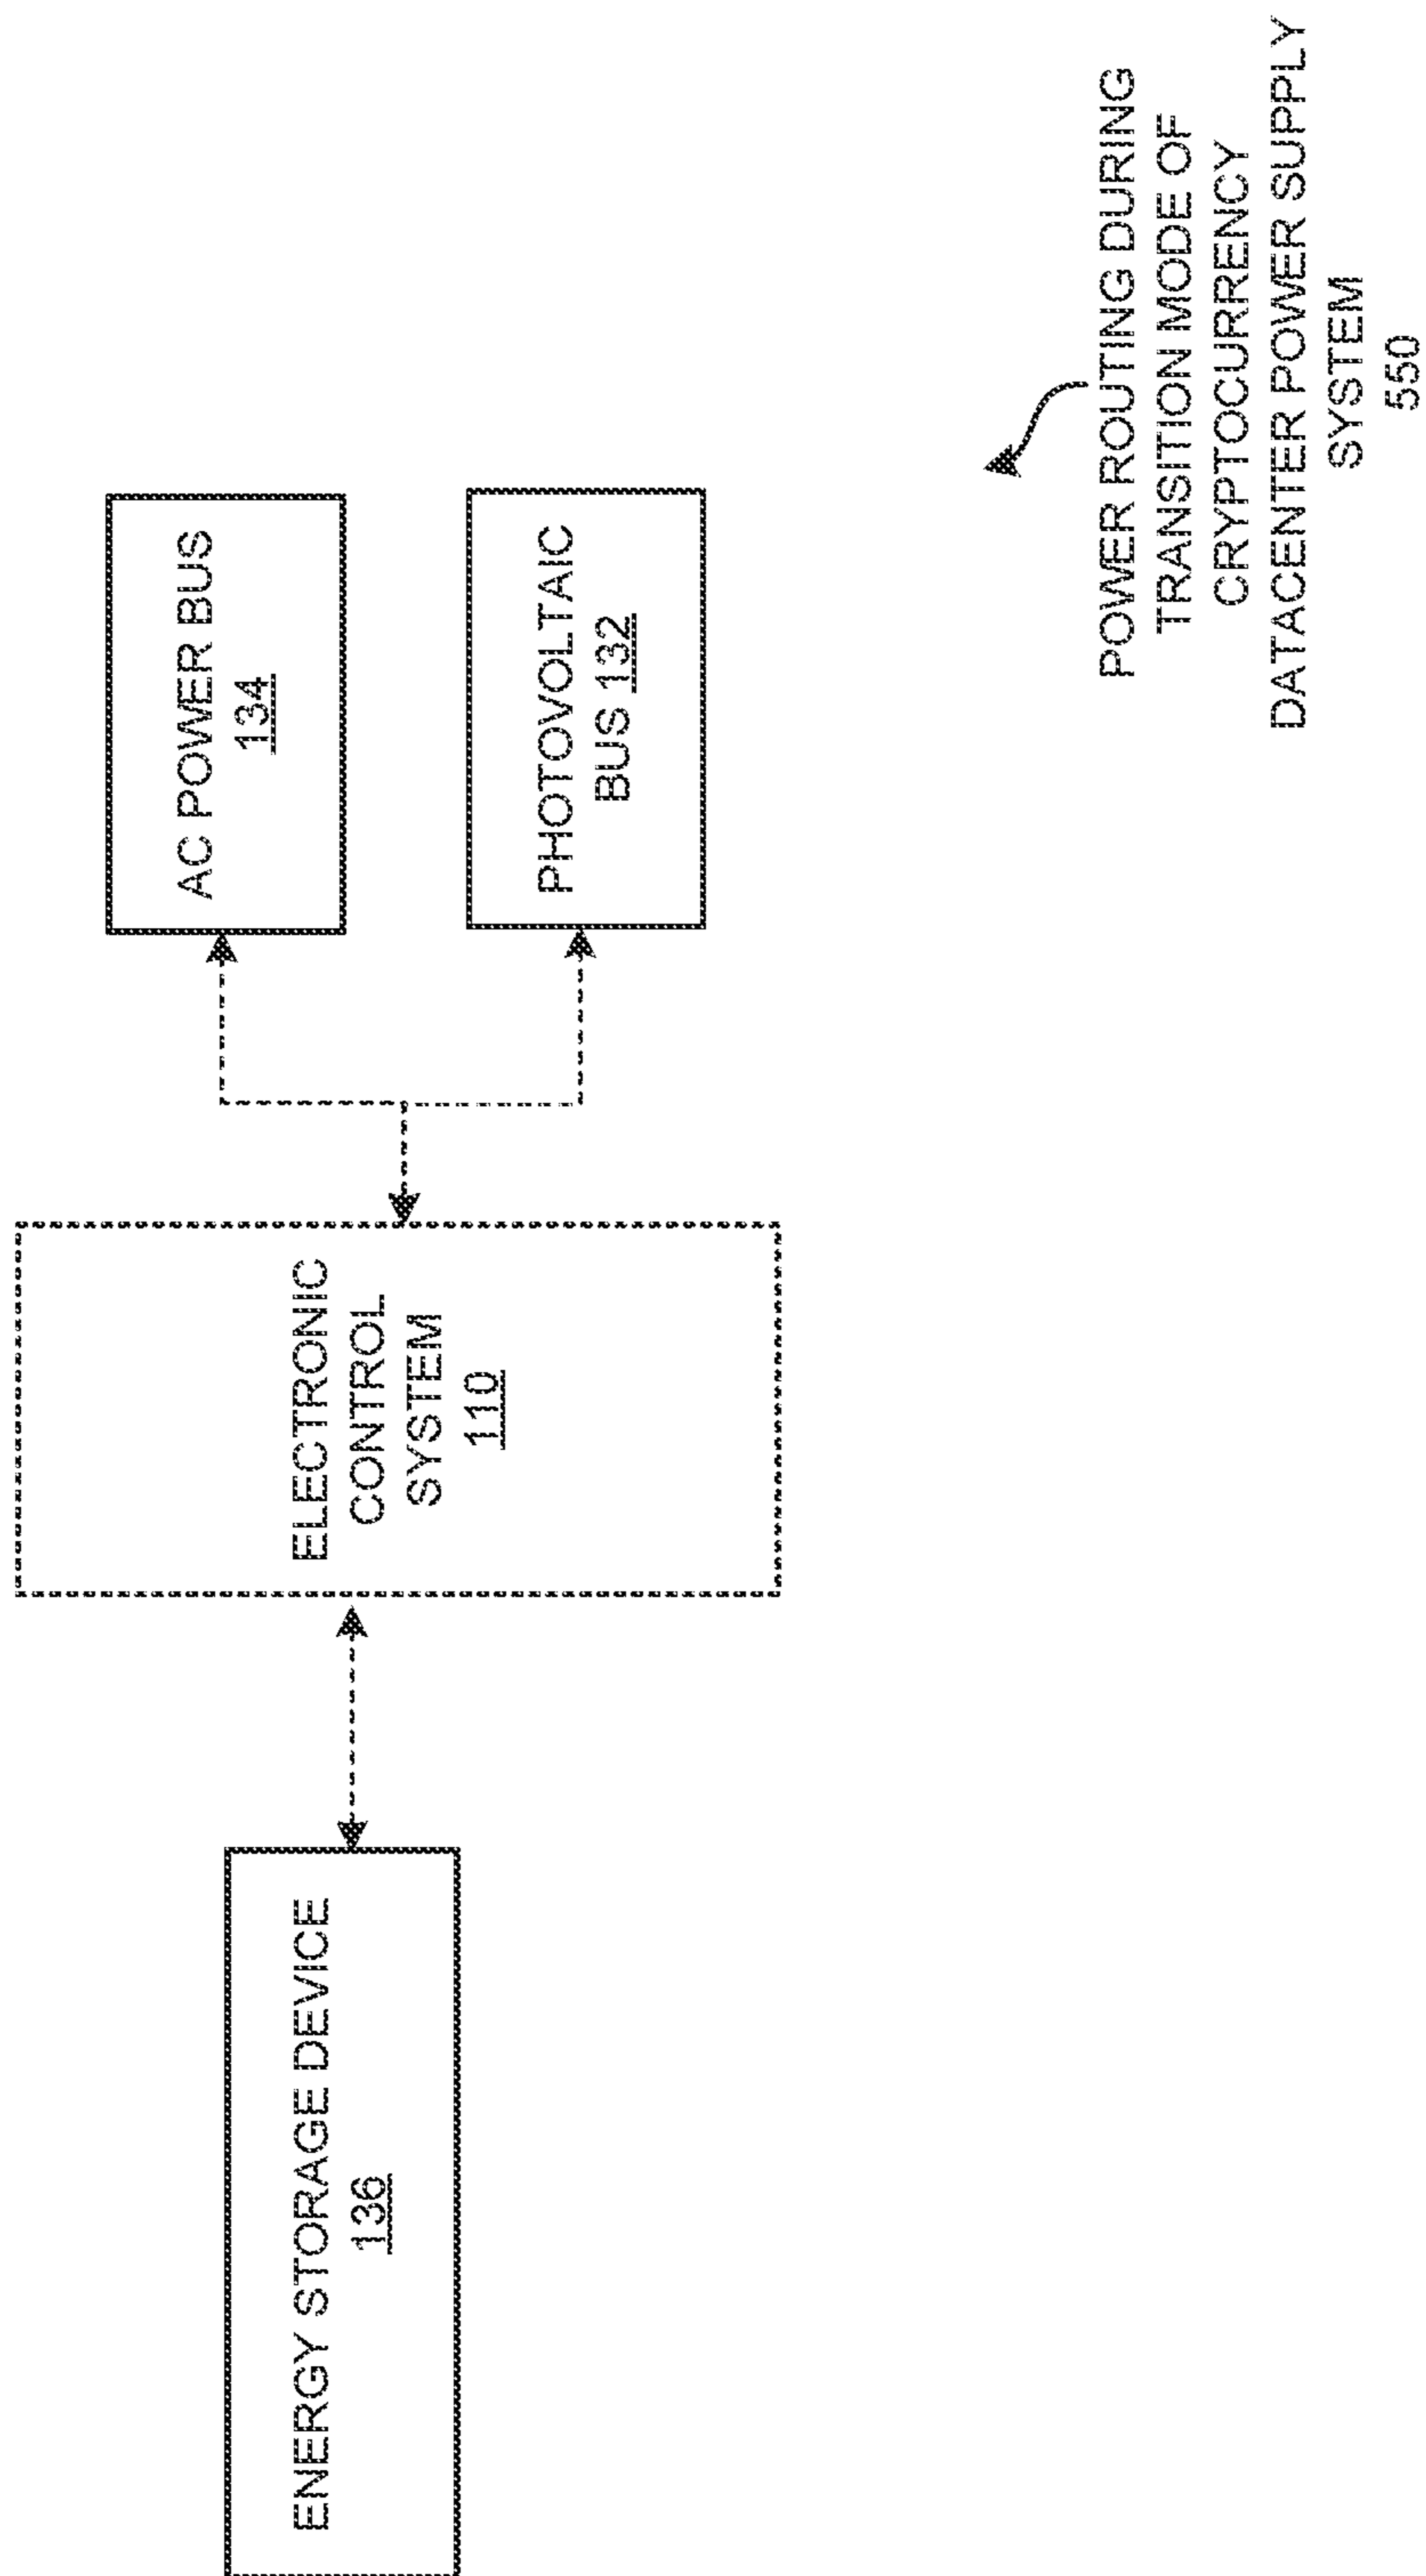 ENERGY STORAGE DEVICE
136
ELECTRONIC
CONTROL
SYSTEM
110
AC POWER BUS
134
PHOTOVOLTAIC
BUS 132
POWER ROUTING DURING
TRANSITION MODE OF
CRYPTOCURRENCY
DATACENTER POWER SUPPLY
SYSTEM
550